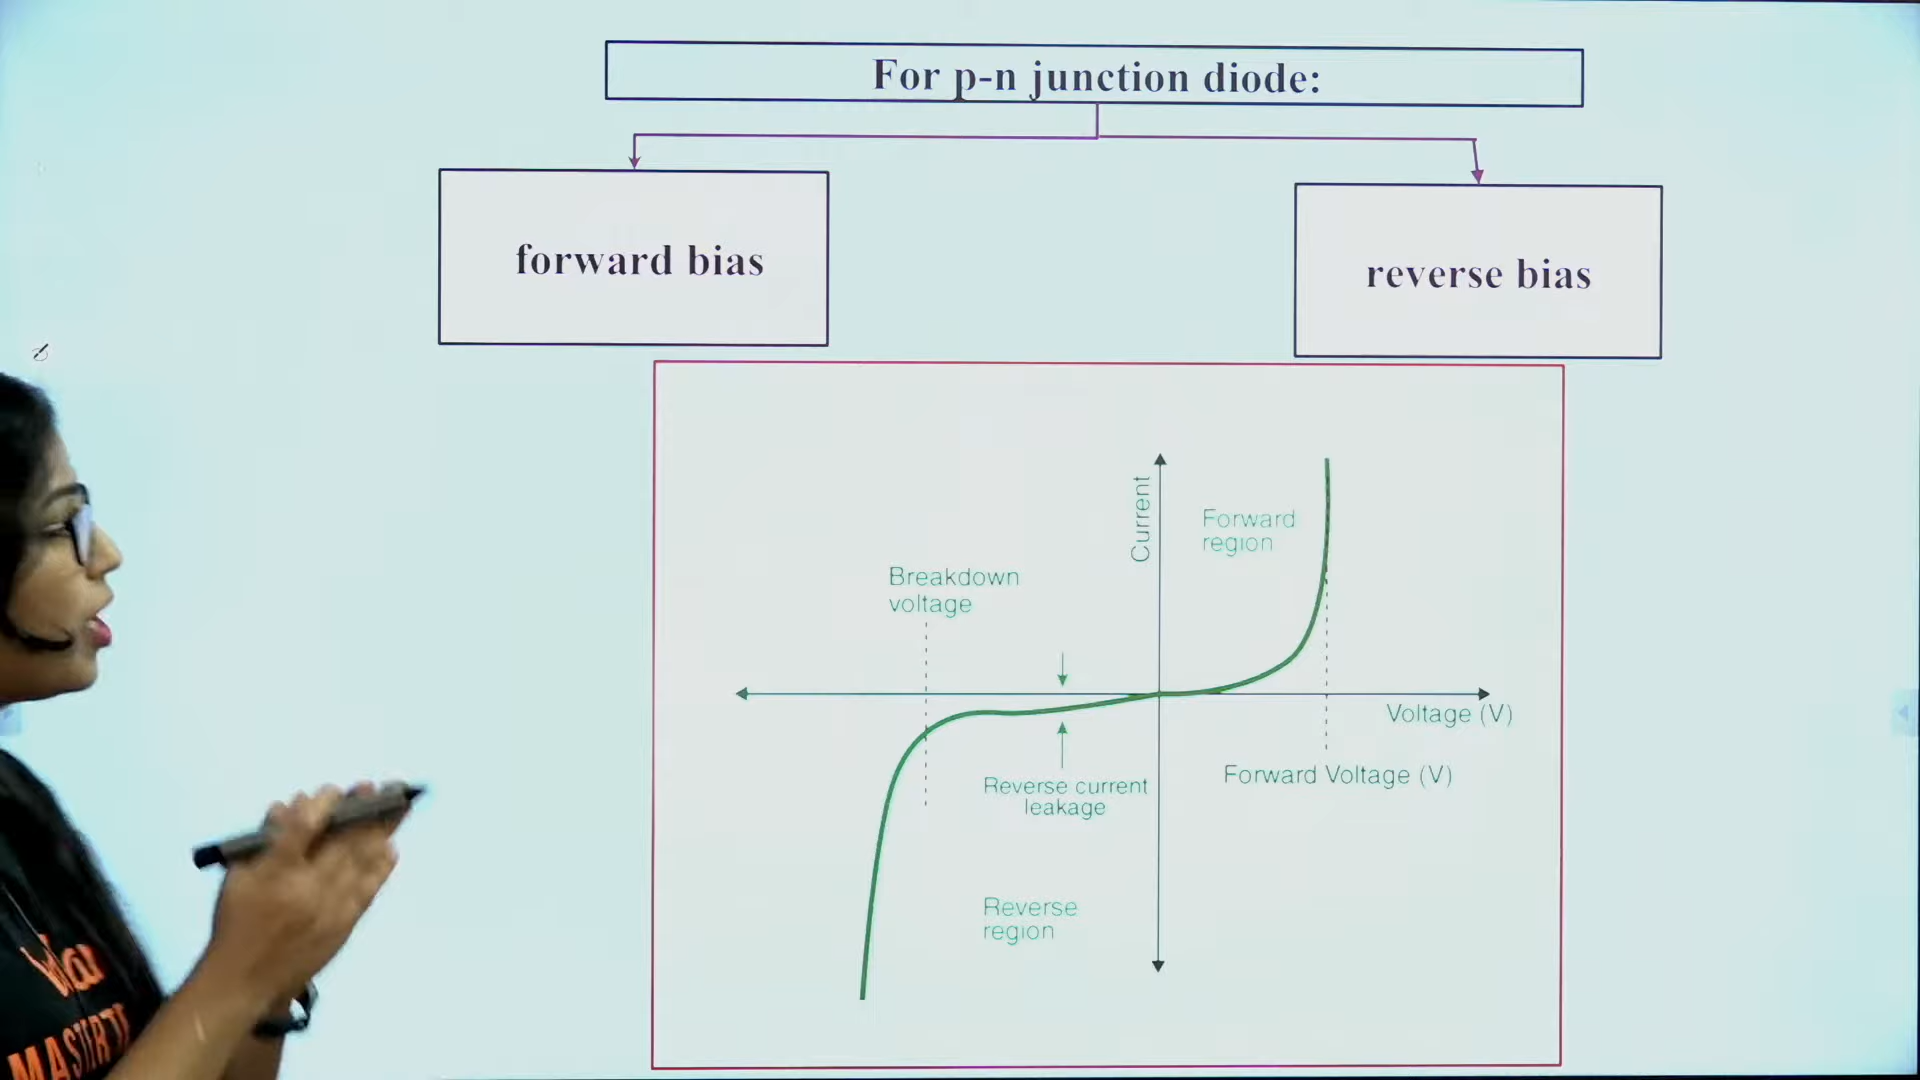 For p-n junction diode:
forward bias
reverse bias
Current
Forward
region
Breakdown
voltage
Voltage (V)
Forward Voltage (V)
Reverse current
leakage
Reverse
region